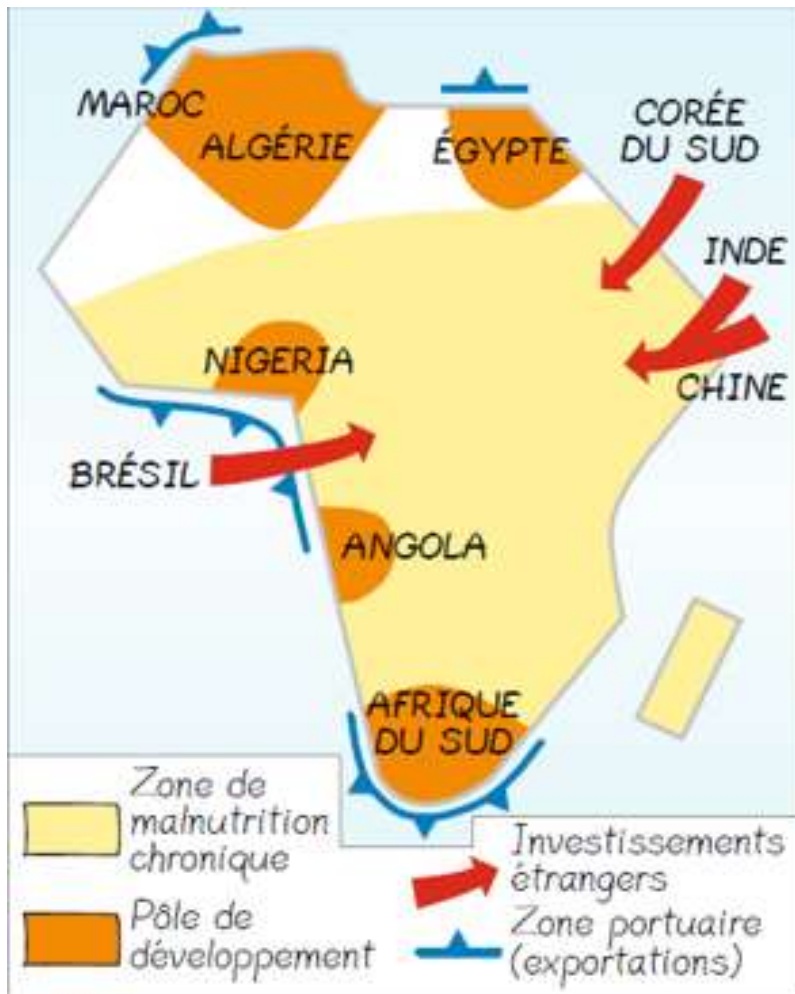 MAROC
ALGÉRIE
ÉGYPTE
CORÉE
DU SUD
INDE
CHINE
NIGERIA
BRÉSIL
ANGOLA
AFRIQUE
DU SUD
Zone de
malnutrition
chronique
Pôle de
développement
Investissements
étrangers
Zone portuaire
(exportations)